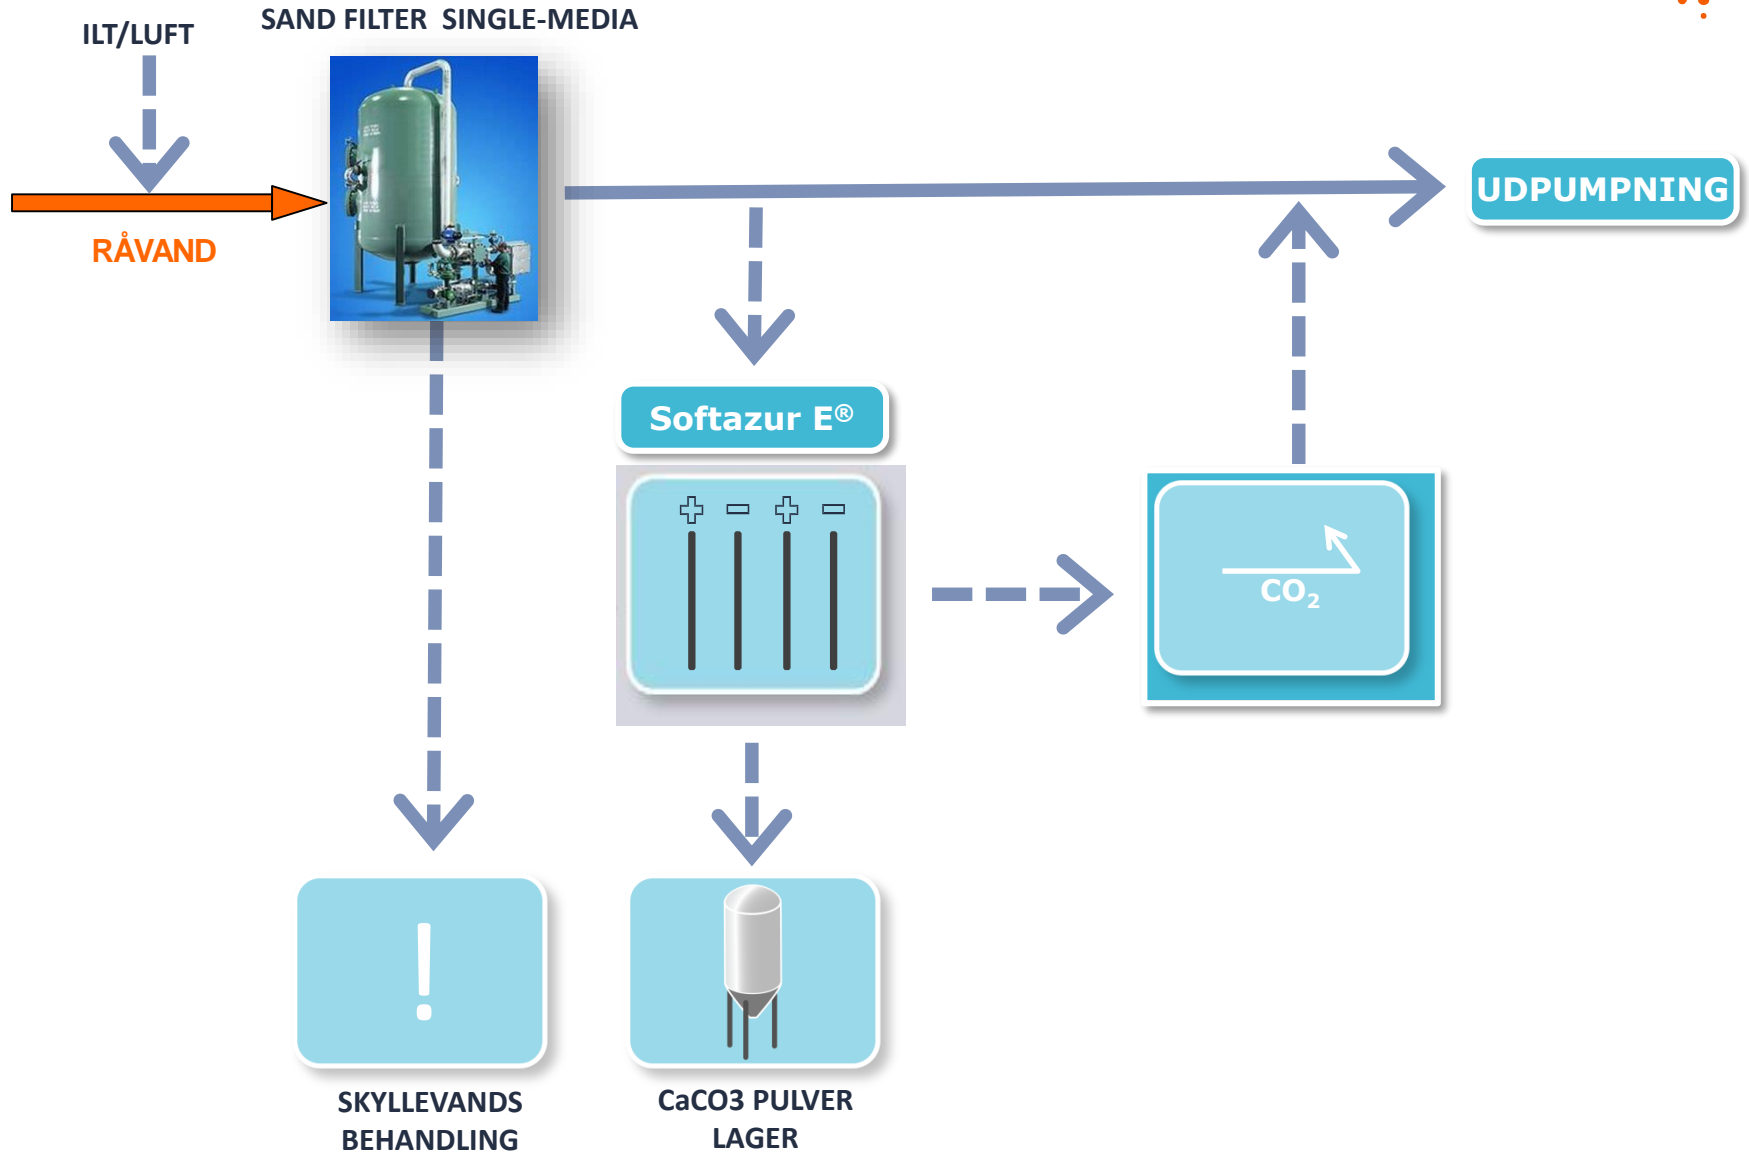 SAND FILTER SINGLE-MEDIA
ILT/LUFT
UDPUMPNING
RÅVAND
Softazur E®
CO₂
SKYLLEVANDS
BEHANDLING
CaCO3 PULVER
LAGER